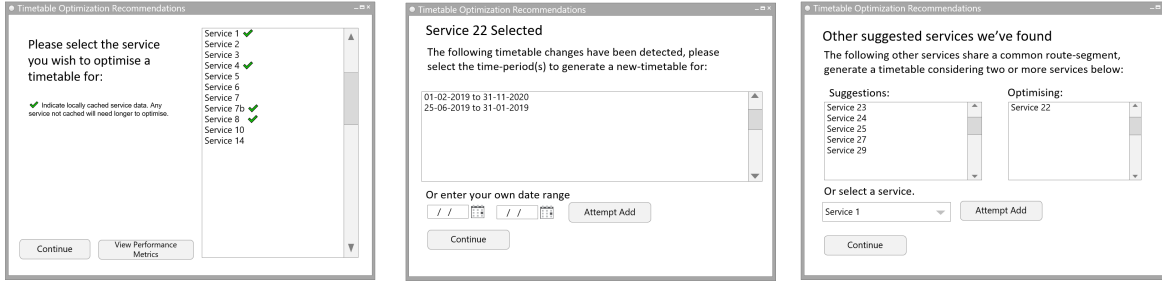 Timetable Optimization Recommendations
Please select the service
you wish to optimise a
timetable for:
Indicate locally cached service data. Any
service not cached will need longer to optimise.
Service 1
Service 2
Service 3
Service 4
Service 5
Service 6
Service 7
Service 7b
Service 8
Service 10
Service 14
Continue
View Performance
Metrics
Timetable Optimization Recommendations
Service 22 Selected
The following timetable changes have been detected, please
select the time-period(s) to generate a new-timetable for:
01-02-2019 to 31-11-2020
25-06-2019 to 31-01-2019
Or enter your own date range
/ /
/ /
Attempt Add
Continue
Timetable Optimization Recommendations
Other suggested services we've found
The following other services share a common route-segment,
generate a timetable considering two or more services below:
Suggestions:
Service 23
Service 24
Service 25
Service 27
Service 29
Optimising:
Service 22
Or select a service.
Service 1
Attempt Add
Continue